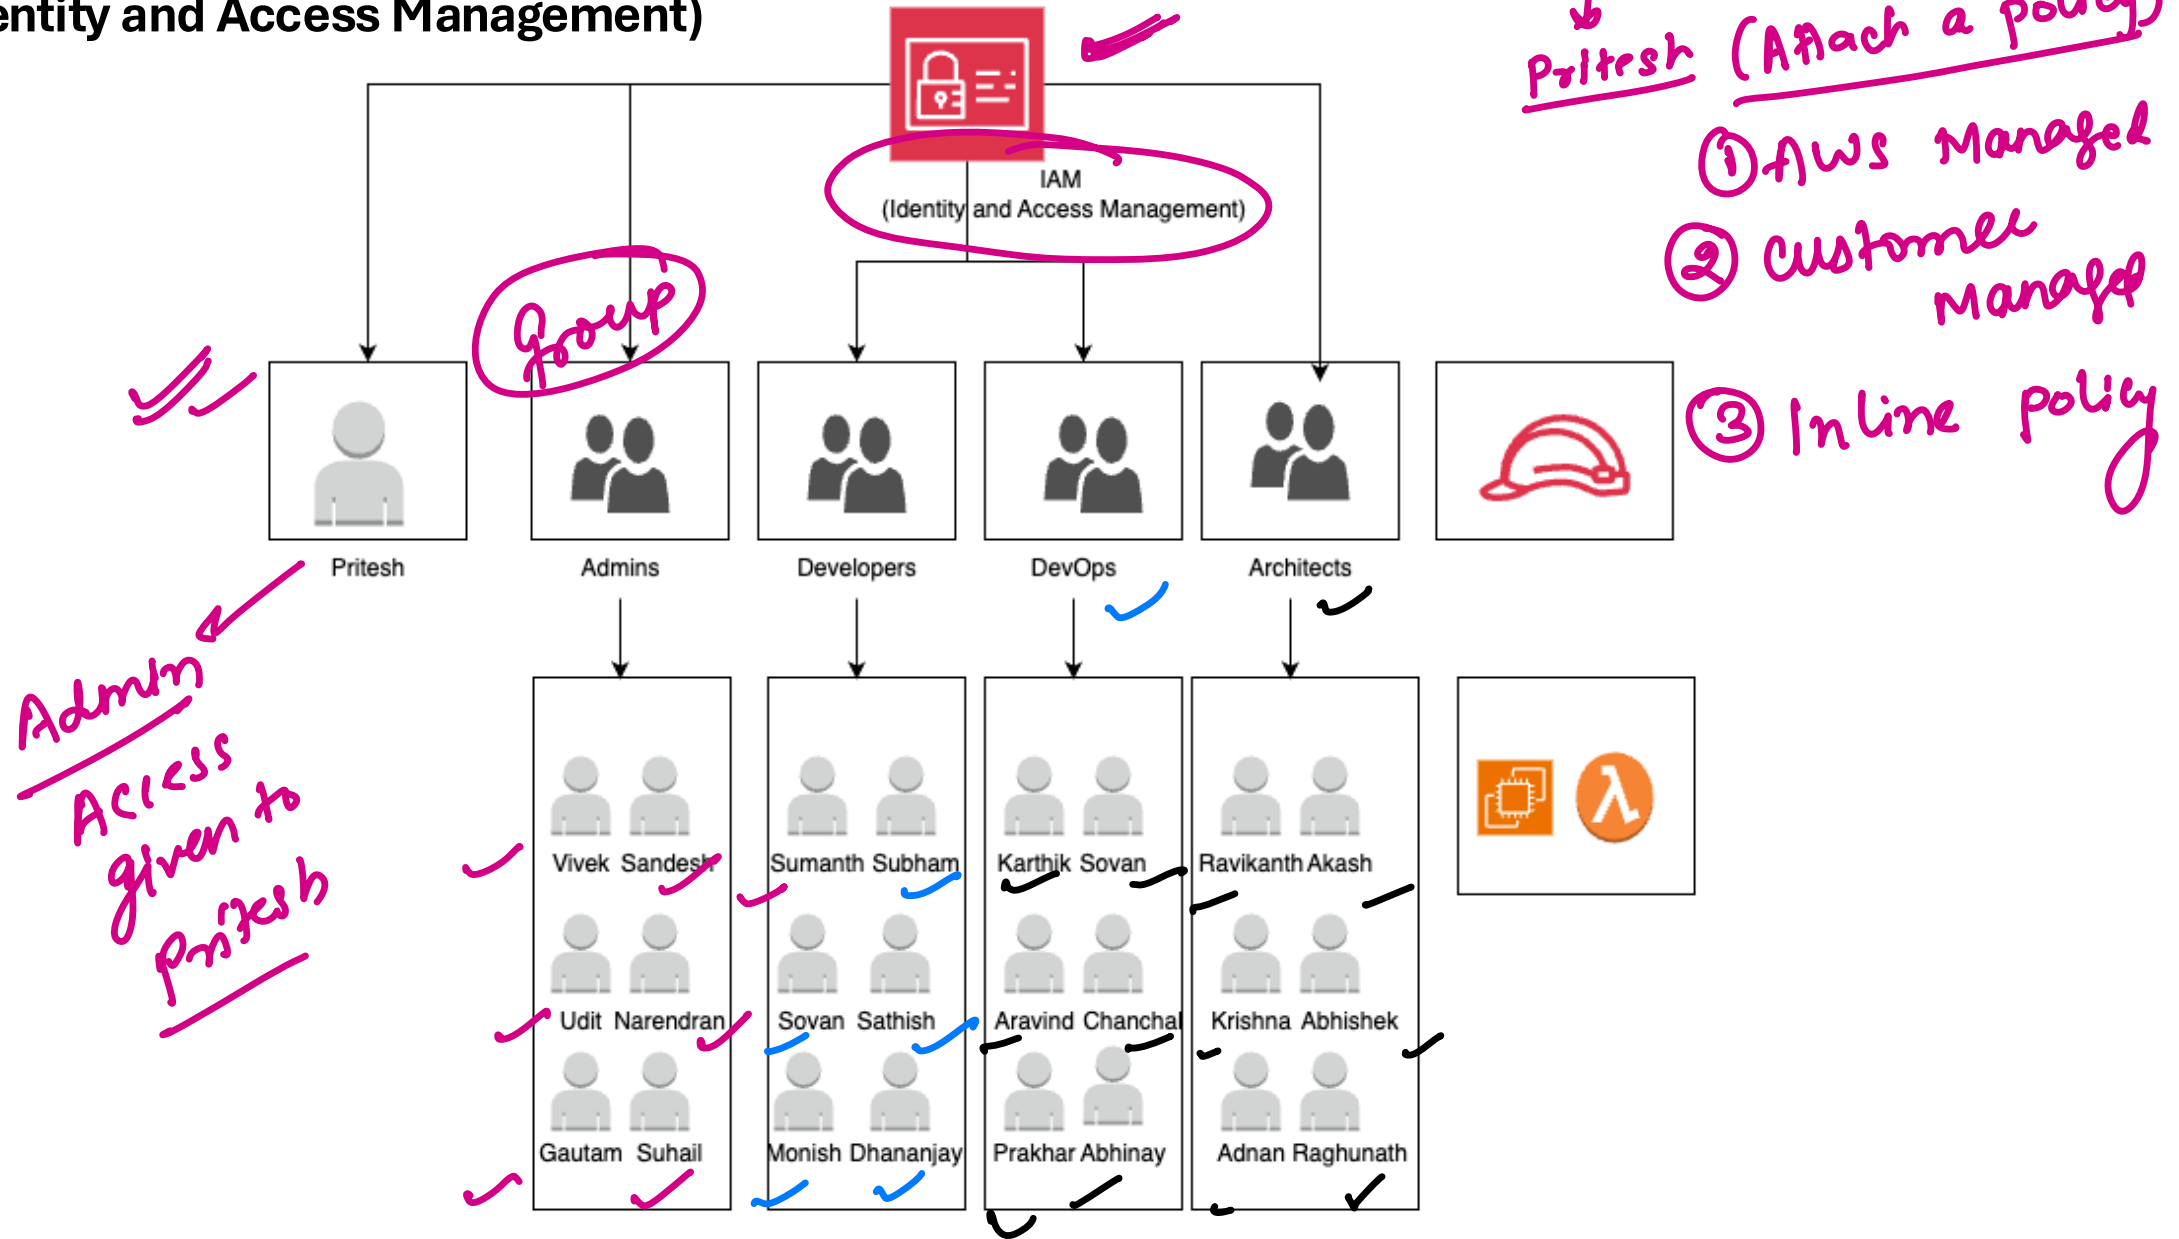 entity and Access Management)
Pritesh (Attach a policy)
① AWS Managed
② Customer
Managed
③ Inline policy
IAM
(Identity and Access Management)
Group
Pritesh
Admins
Developers
DevOps
Architects
Admin
Access
given to
Pritesh
Vivek Sandesh
Sumanth Subham
Karthik Sovan
Ravikanth Akash
Udit Narendran
Sovan Sathish
Aravind Chanchal
Krishna Abhishek
Gautam Suhail
Monish Dhananjay
Prakhar Abhinay
Adnan Raghunath